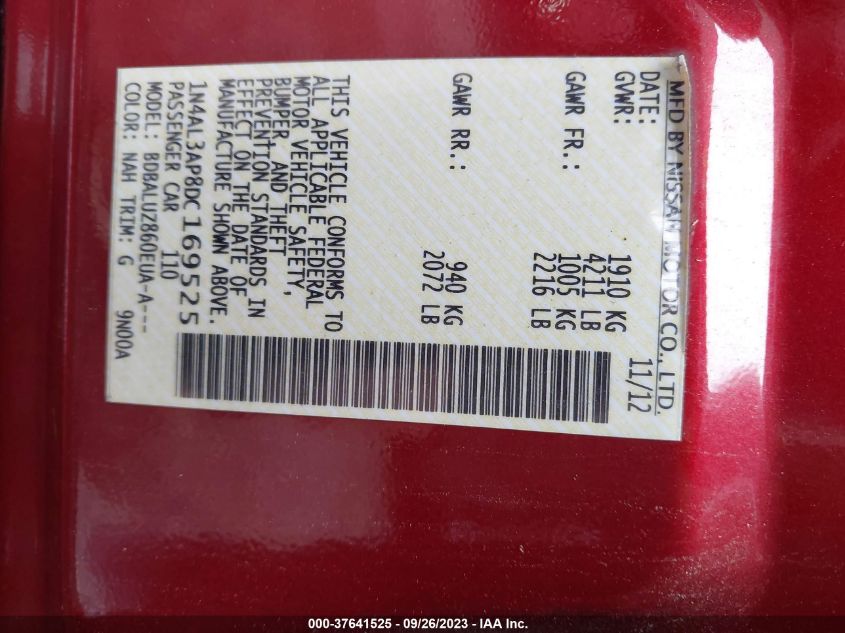 MFD BY NISSAN MOTOR CO., LTD.
DATE: 11/12
GVWR: 1910 KG
4211 LB
GAWR FR.: 1005 KG
2216 LB
GAWR RR.: 940 KG
2072 LB
THIS VEHICLE CONFORMS TO
ALL APPLICABLE FEDERAL
MOTOR VEHICLE SAFETY,
BUMPER, AND THEFT
PREVENTION STANDARDS IN
EFFECT ON THE DATE OF
MANUFACTURE SHOWN ABOVE.
1N4AL3AP8DC169525
PASSENGER CAR 110
MODEL: BDBALUZ860EUA-A---
COLOR: NAH TRIM: G 9N00A
000-37641525 - 09/26/2023 - IAA Inc.